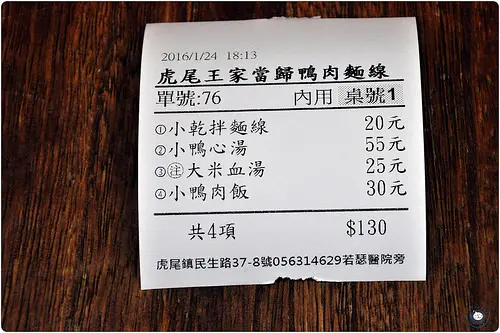 2016/1/24 18:13
虎尾王家當歸鴨肉麵線
單號:76 內用 桌號1
①小乾拌麵線 20元
②小鴨心湯 55元
③㊟大米血湯 25元
④小鴨肉飯 30元
共4項 $130
虎尾鎮民生路37-8號056314629若瑟醫院旁